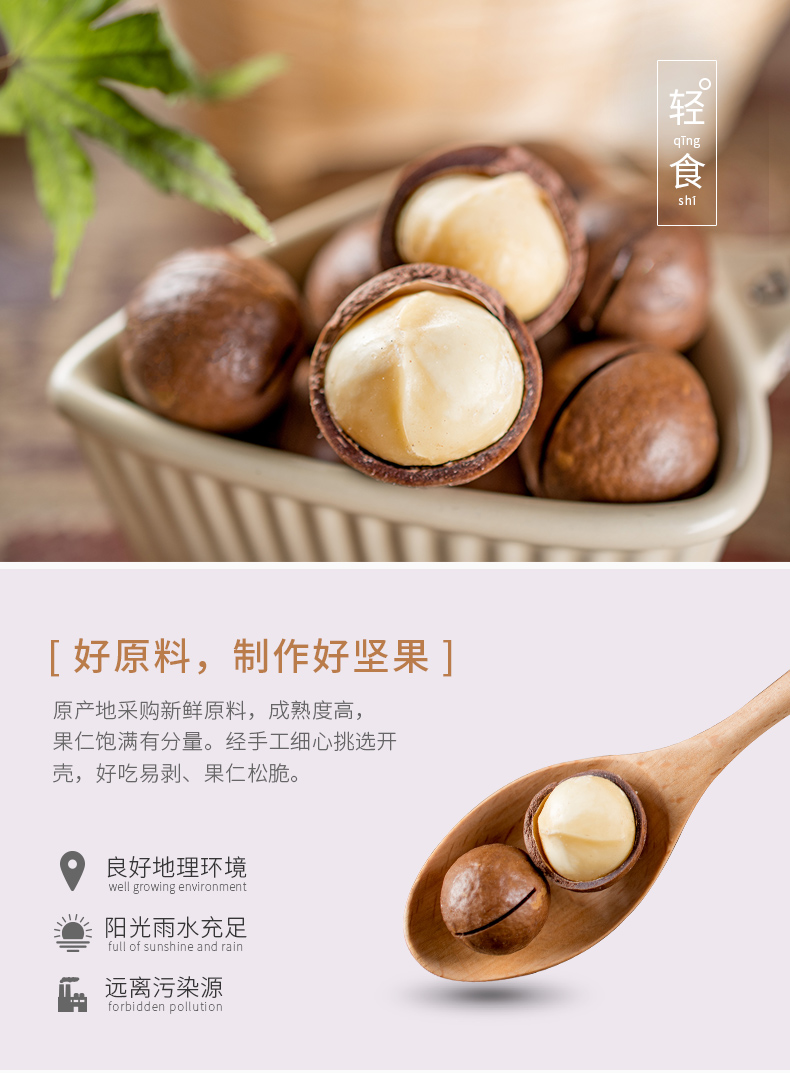 轻
qīng
食
shí
[ 好原料，制作好坚果 ]
原产地采购新鲜原料，成熟度高，
果仁饱满有分量。经手工细心挑选开
壳，好吃易剥、果仁松脆。
良好地理环境
well growing environment
阳光雨水充足
full of sunshine and rain
远离污染源
forbidden pollution